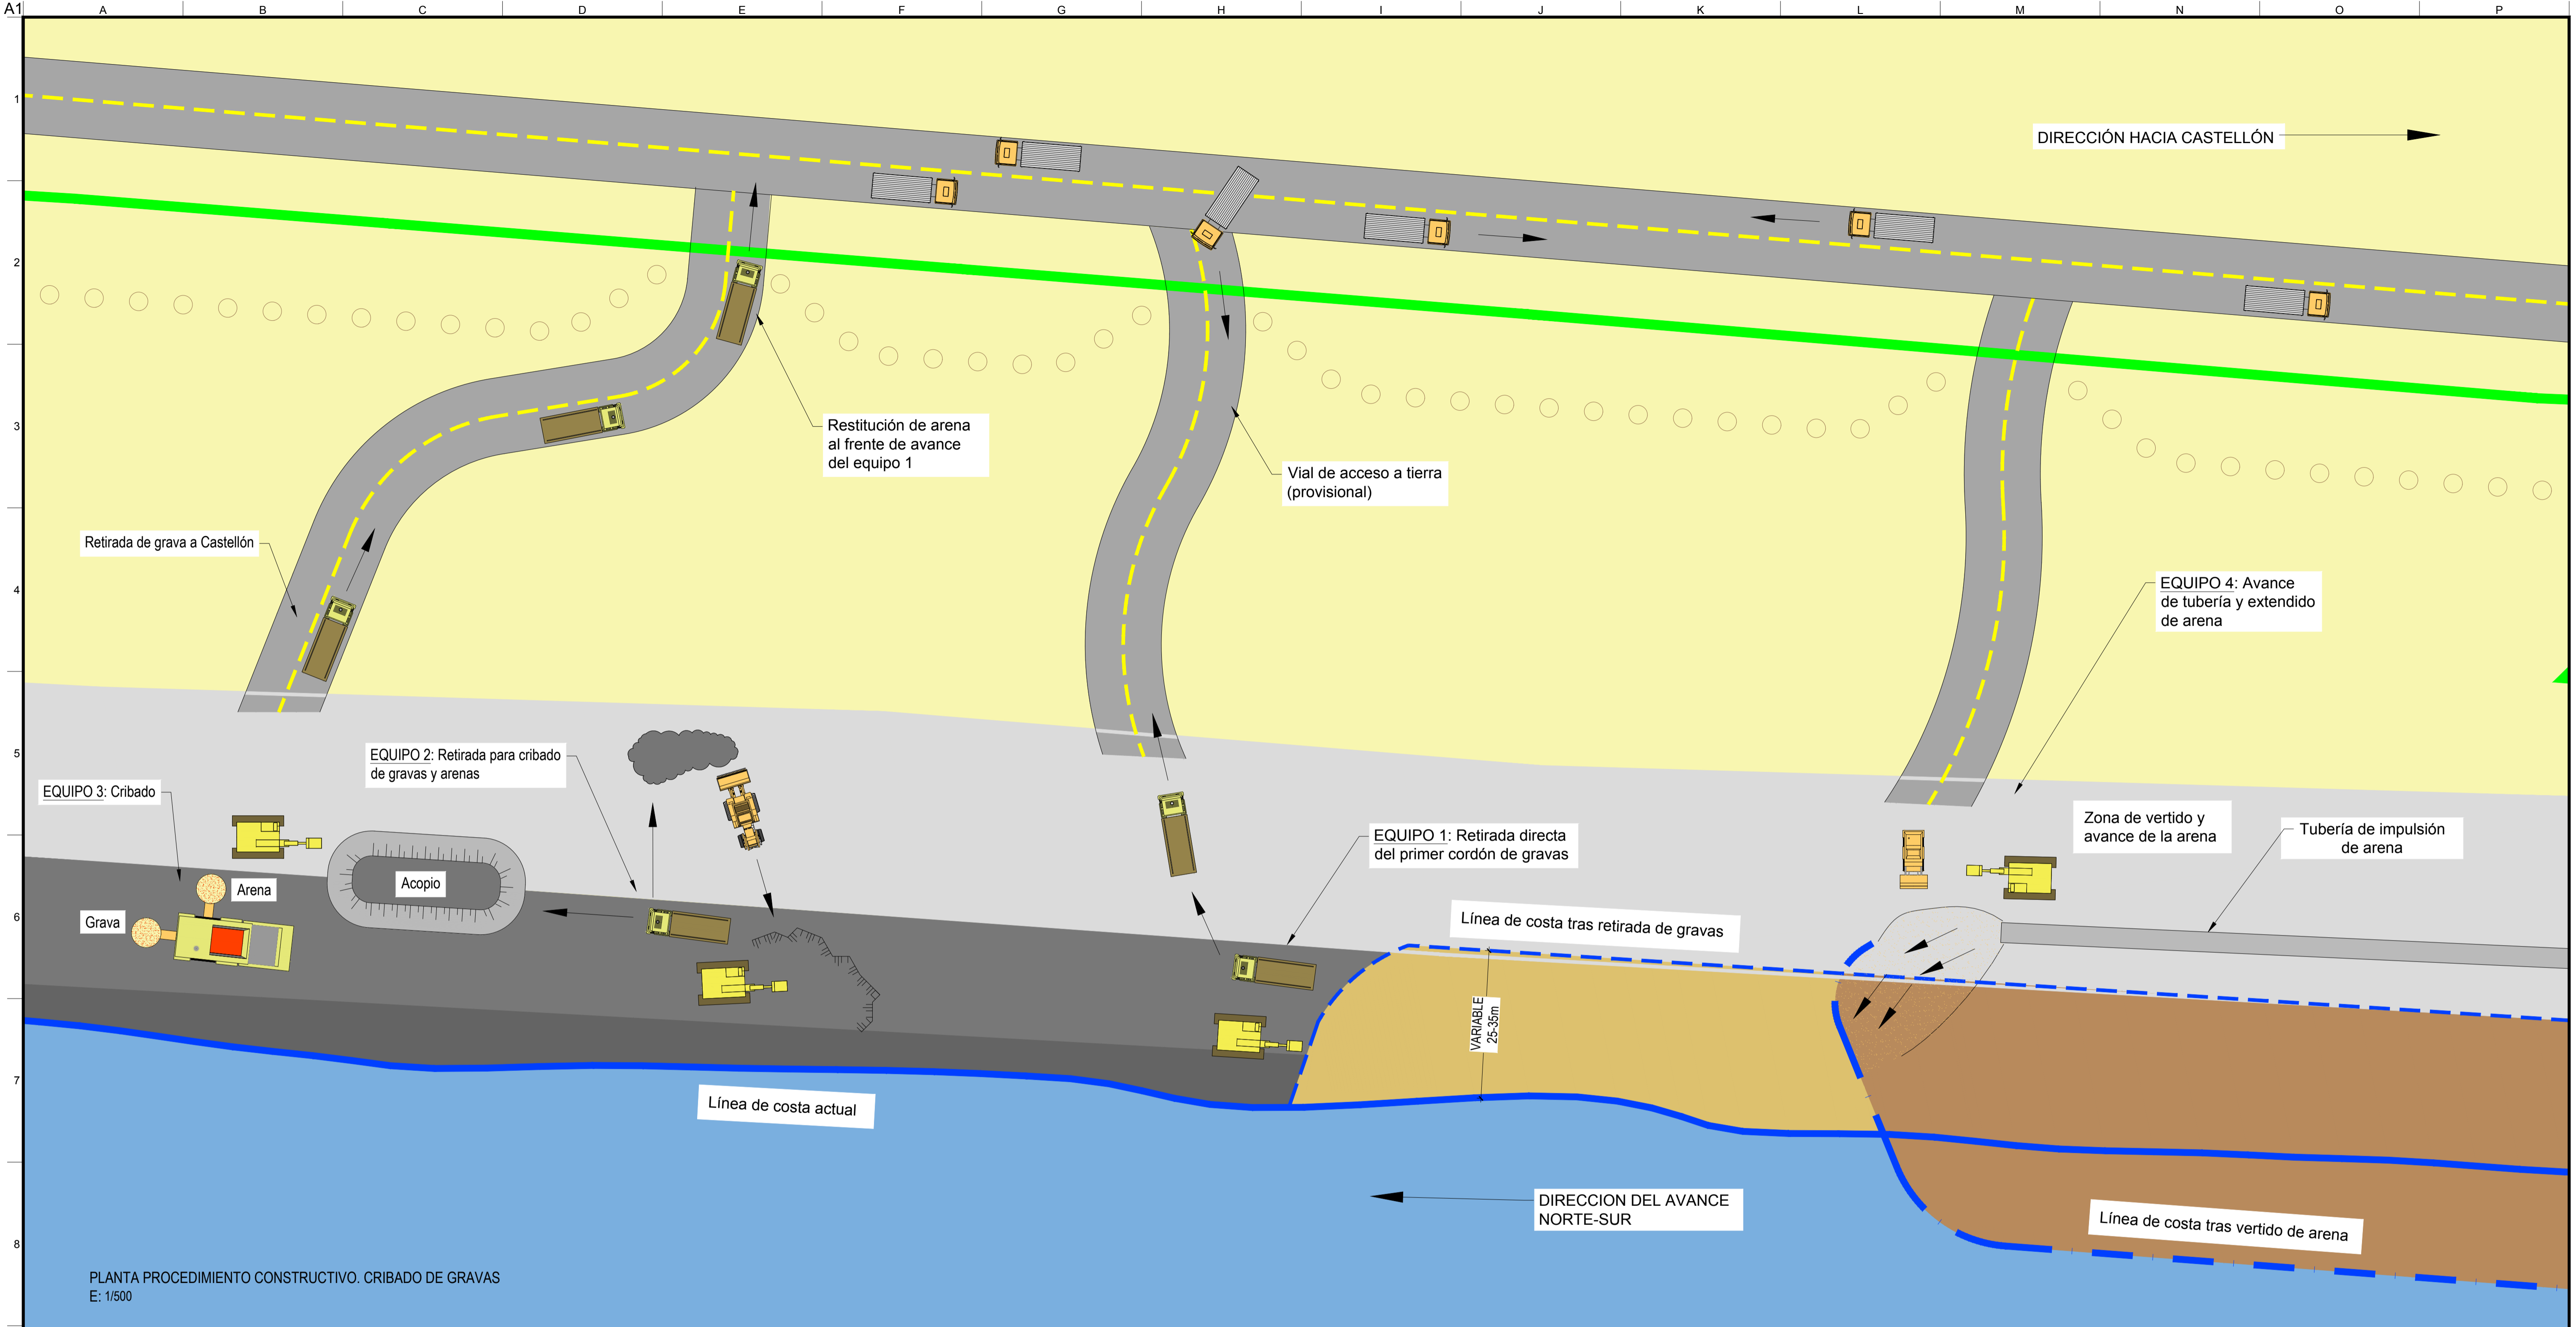 A1
A B C D E F G H I J K L M N O P
1
2
3
4
5
6
7
8
DIRECCIÓN HACIA CASTELLÓN
Restitución de arena
al frente de avance
del equipo 1
Vial de acceso a tierra
(provisional)
Retirada de grava a Castellón
EQUIPO 4: Avance
de tubería y extendido
de arena
EQUIPO 2: Retirada para cribado
de gravas y arenas
EQUIPO 3: Cribado
EQUIPO 1: Retirada directa
del primer cordón de gravas
Zona de vertido y
avance de la arena
Tubería de impulsión
de arena
Arena
Acopio
Grava
Línea de costa tras retirada de gravas
VARIABLE
25-35m
Línea de costa actual
DIRECCION DEL AVANCE
NORTE-SUR
Línea de costa tras vertido de arena
PLANTA PROCEDIMIENTO CONSTRUCTIVO. CRIBADO DE GRAVAS
E: 1/500